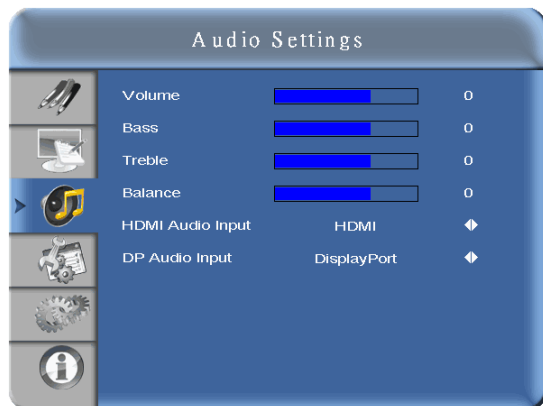 Audio Settings
Volume 0
Bass 0
Treble 0
Balance 0
HDMI Audio Input HDMI
DP Audio Input DisplayPort